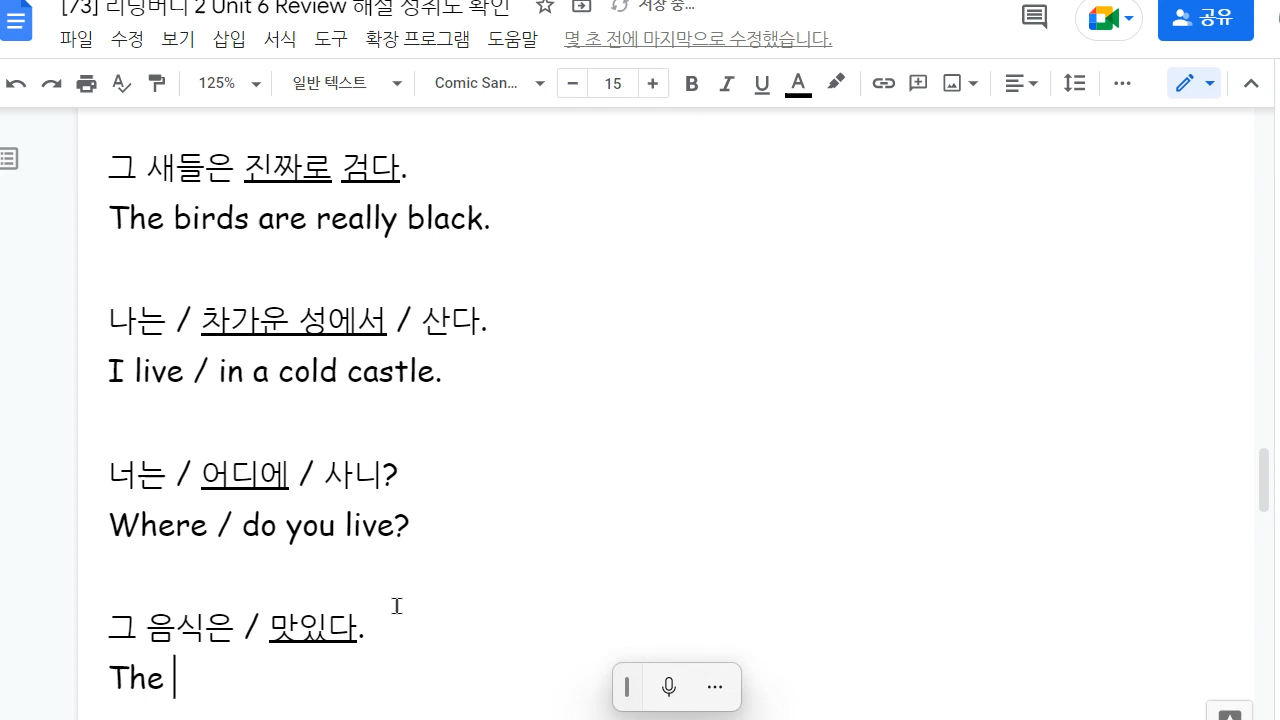 [73] 리딩버디 2 Unit 6 Review 해설 성취도 확인 저장 중...
파일 수정 보기 삽입 서식 도구 확장 프로그램 도움말 몇 초 전에 마지막으로 수정했습니다. 공유
125% 일반 텍스트 Comic San... 15 B I U A
그 새들은 진짜로 검다.
The birds are really black.
나는 / 차가운 성에서 / 산다.
I live / in a cold castle.
너는 / 어디에 / 사니?
Where / do you live?
그 음식은 / 맛있다.
The